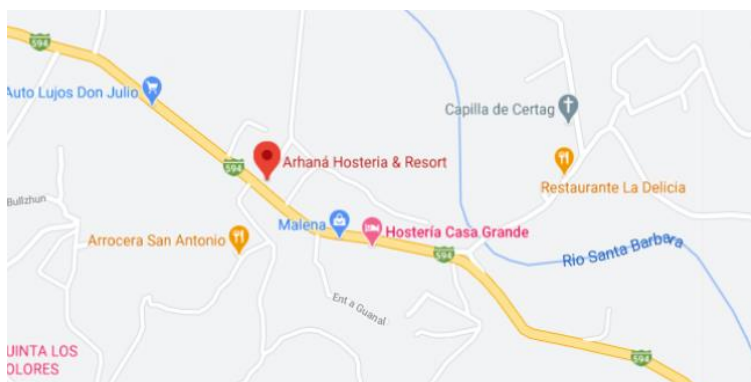 594
Auto Lujos Don Julio
Capilla de Certag
594
Arhaná Hosteria & Resort
Restaurante La Delicia
Bullzhun
Arrocera San Antonio
Malena
Hostería Casa Grande
594
Río Santa Barbara
Ent a Guanal
UINTA LOS
OLORES
594